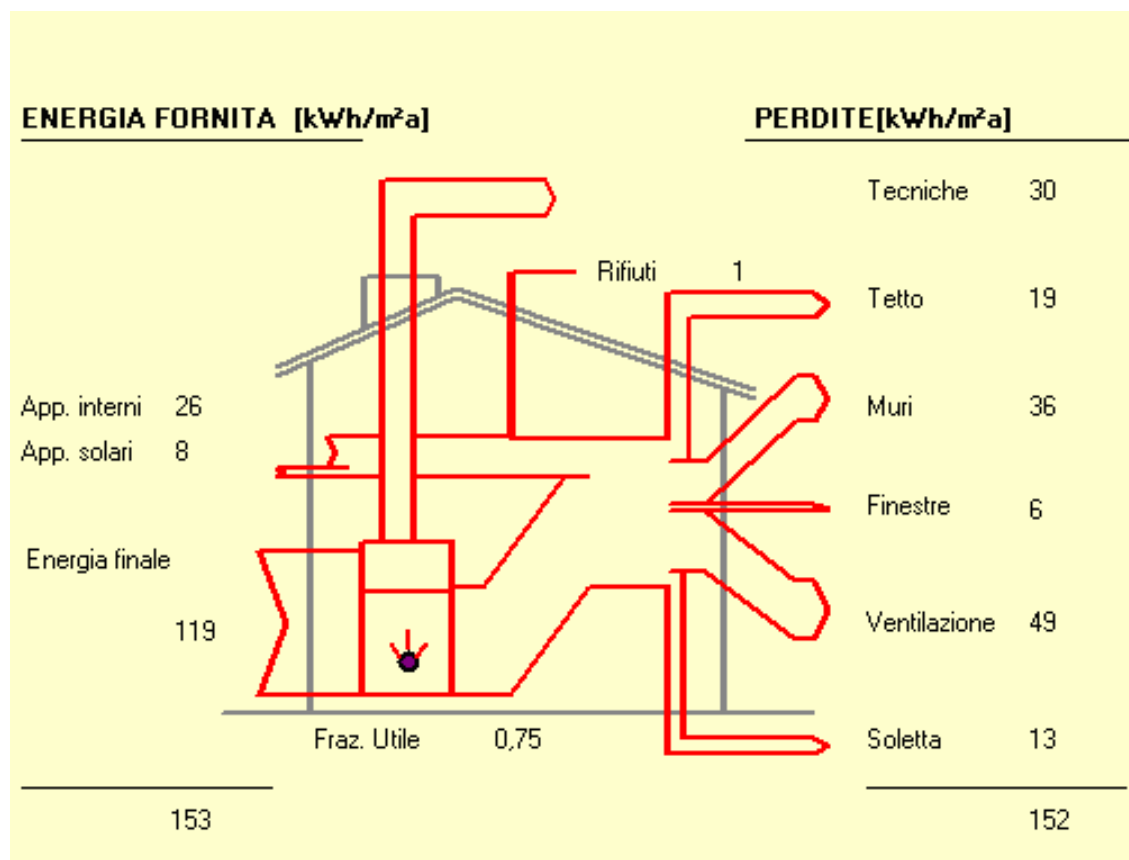 ENERGIA FORNITA [kWh/m²a]
PERDITE[kWh/m²a]
Tecniche 30
Rifiuti 1
Tetto 19
App. interni 26
Muri 36
App. solari 8
Finestre 6
Energia finale
119
Ventilazione 49
Fraz. Utile 0,75
Soletta 13
153
152